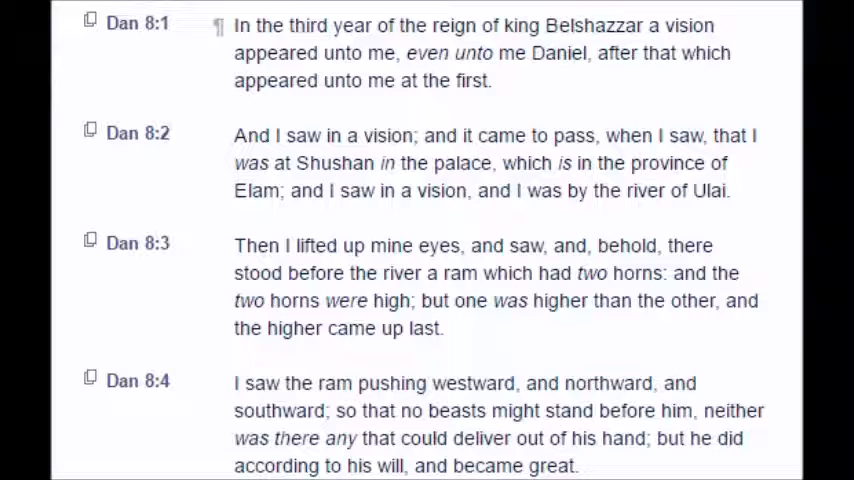 Dan 8:1 ¶ In the third year of the reign of king Belshazzar a vision
appeared unto me, even unto me Daniel, after that which
appeared unto me at the first.
Dan 8:2 And I saw in a vision; and it came to pass, when I saw, that I
was at Shushan in the palace, which is in the province of
Elam; and I saw in a vision, and I was by the river of Ulai.
Dan 8:3 Then I lifted up mine eyes, and saw, and, behold, there
stood before the river a ram which had two horns: and the
two horns were high; but one was higher than the other, and
the higher came up last.
Dan 8:4 I saw the ram pushing westward, and northward, and
southward; so that no beasts might stand before him, neither
was there any that could deliver out of his hand; but he did
according to his will, and became great.